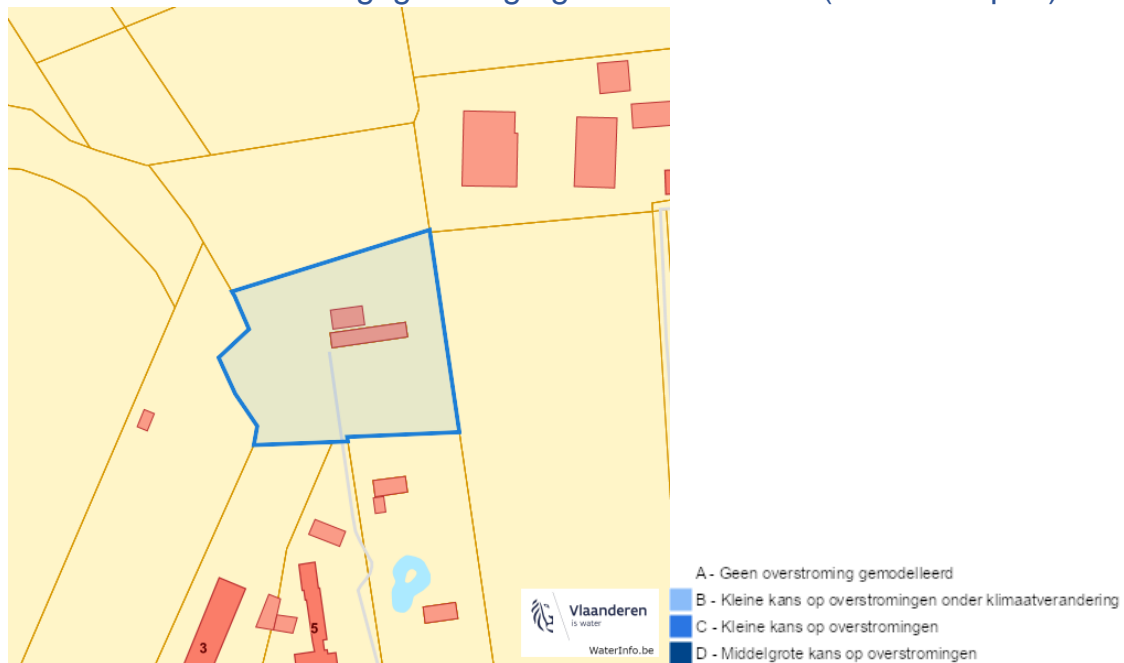 3
5
Vlaanderen
is water
WaterInfo.be
A - Geen overstroming gemodelleerd
B - Kleine kans op overstromingen onder klimaatverandering
C - Kleine kans op overstromingen
D - Middelgrote kans op overstromingen